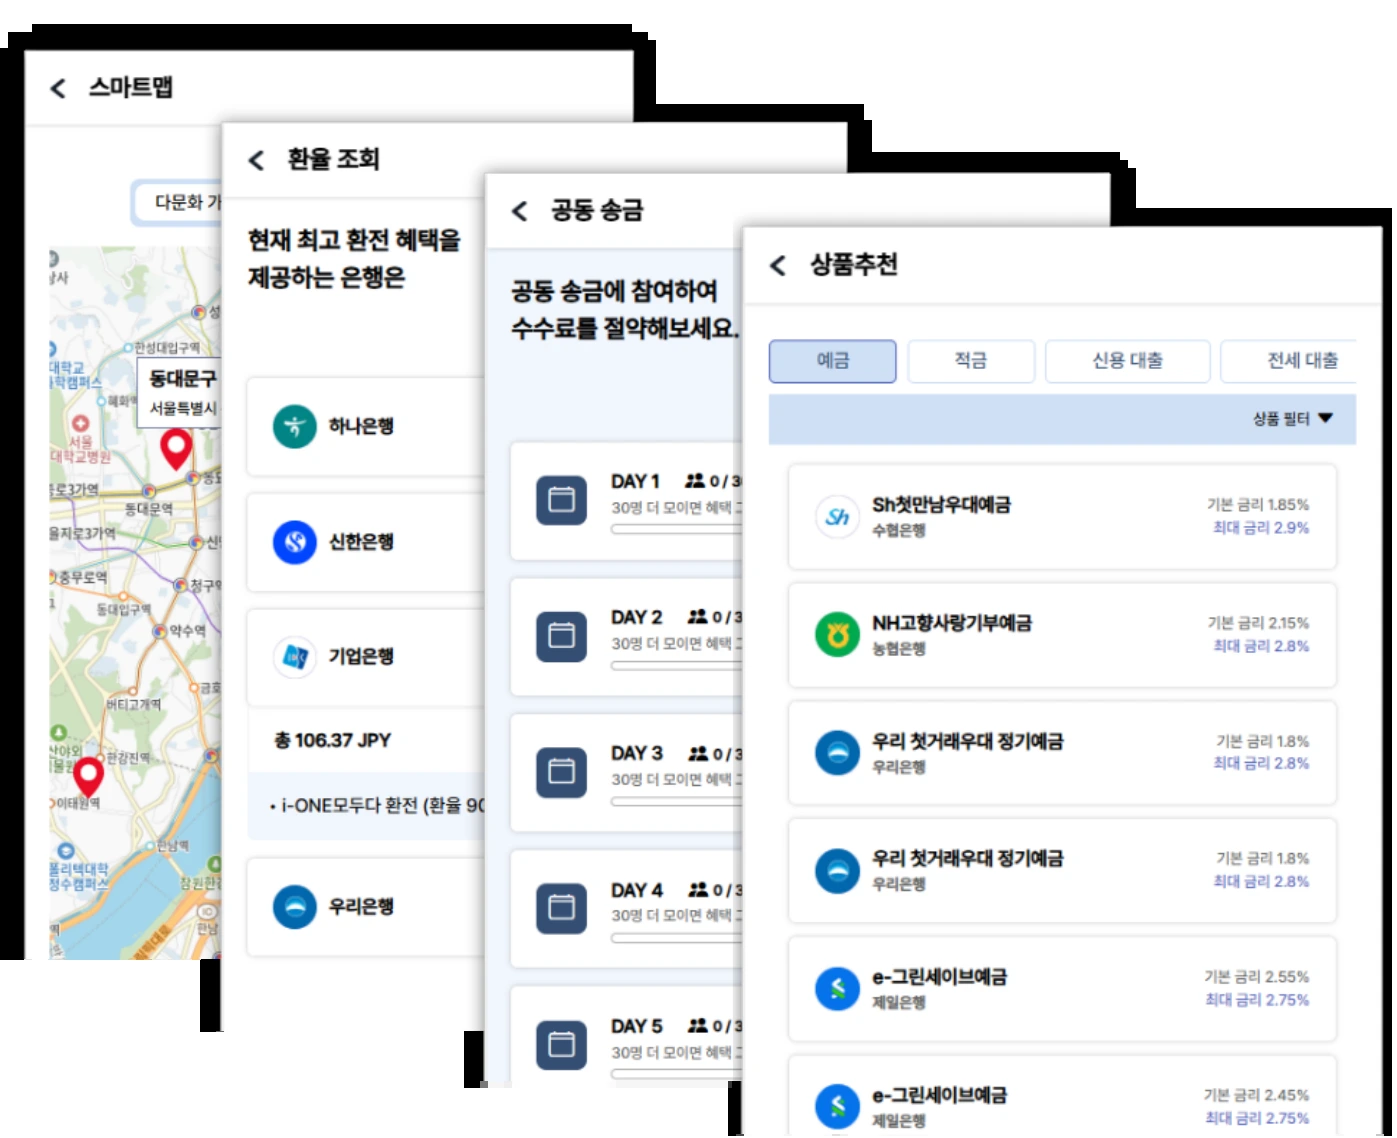 스마트맵
다문화 가
상사
성
한성대입구역
대학교
학캠퍼스
동대문구
서울특별시
혜화역
서울
대학교병원
종로3가역
동묘
동대문역
을지로3가역
신당
충무로역
청구역
동대입구역
약수역
금호
버티고개역
한강진역
이태원역
한남역
폴리텍대학
정수캠퍼스
잠원한강
한남
환율 조회
현재 최고 환전 혜택을
제공하는 은행은
하나은행
신한은행
기업은행
총 106.37 JPY
• i-ONE모두다 환전 (환율 90
우리은행
공동 송금
공동 송금에 참여하여
수수료를 절약해보세요.
DAY 1 0 / 30
30명 더 모이면 혜택
DAY 2 0 / 3
30명 더 모이면 혜택
DAY 3 0 / 3
30명 더 모이면 혜택
DAY 4 0 / 3
30명 더 모이면 혜택
DAY 5 0 / 3
30명 더 모이면 혜택
상품추천
예금
적금
신용 대출
전세 대출
상품 필터 ▼
Sh
Sh첫만남우대예금
수협은행
기본 금리 1.85%
최대 금리 2.9%
NH고향사랑기부예금
농협은행
기본 금리 2.15%
최대 금리 2.8%
우리 첫거래우대 정기예금
우리은행
기본 금리 1.8%
최대 금리 2.8%
우리 첫거래우대 정기예금
우리은행
기본 금리 1.8%
최대 금리 2.8%
e-그린세이브예금
제일은행
기본 금리 2.55%
최대 금리 2.75%
e-그린세이브예금
제일은행
기본 금리 2.45%
최대 금리 2.75%